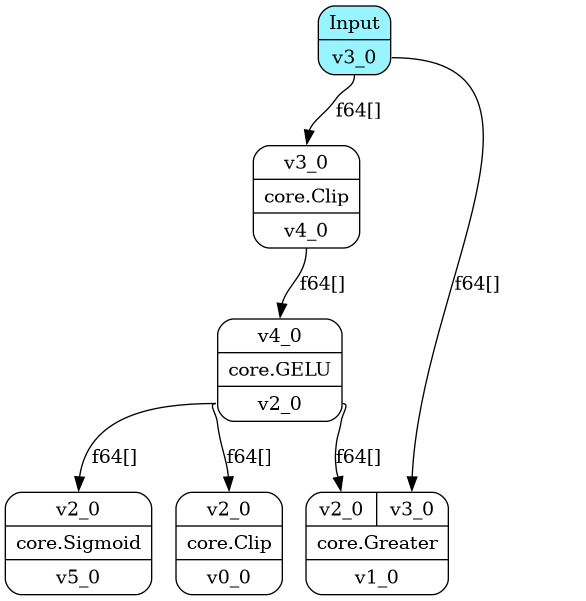 Input
v3_0
f64[]
v3_0
core.Clip
v4_0
f64[]
f64[]
v4_0
core.GELU
v2_0
f64[]
f64[]
f64[]
v2_0
core.Sigmoid
v5_0
v2_0
core.Clip
v0_0
v2_0 v3_0
core.Greater
v1_0